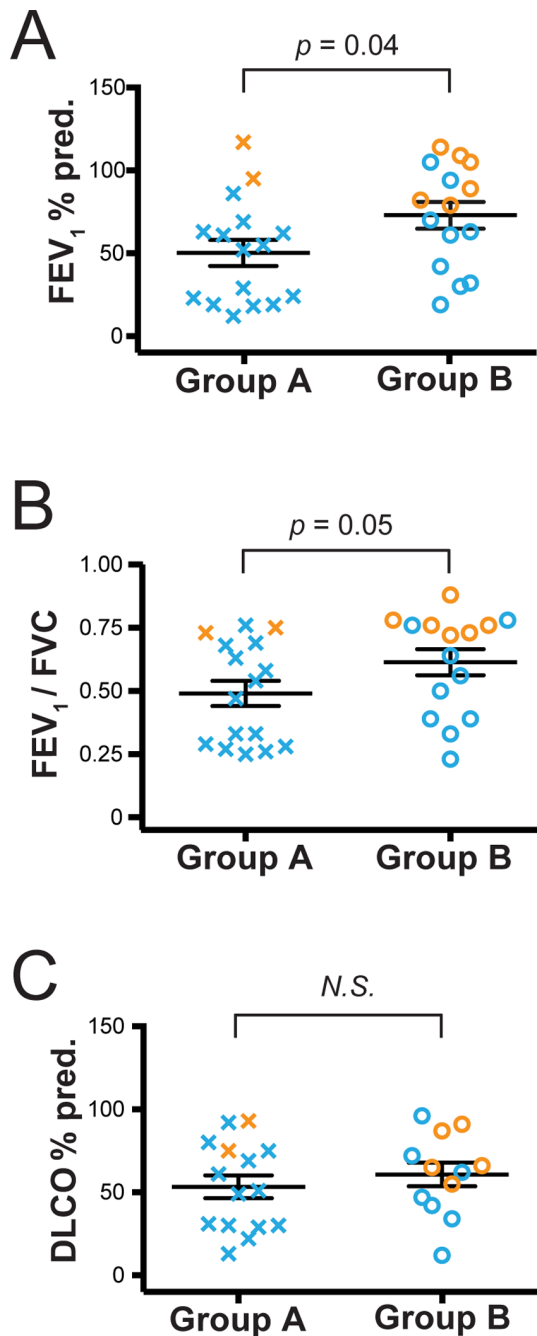 A
p = 0.04
150
100
50
0
FEV1 % pred.
Group A
Group B
B
p = 0.05
1.00
0.75
0.50
0.25
0
FEV1 / FVC
Group A
Group B
C
N.S.
150
100
50
0
DLCO % pred.
Group A
Group B